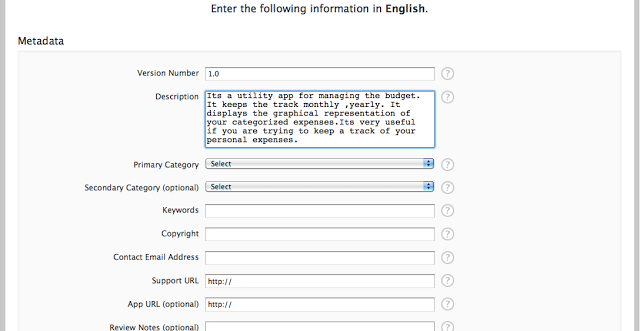 Enter the following information in English.
Metadata
Version Number 1.0 ?
Description Its a utility app for managing the budget. ?
It keeps the track monthly ,yearly. It
displays the graphical representation of
your categorized expenses.Its very useful
if you are trying to keep a track of your
personal expenses.
Primary Category Select ?
Secondary Category (optional) Select ?
Keywords ?
Copyright ?
Contact Email Address ?
Support URL http:// ?
App URL (optional) http:// ?
Review Notes (optional) ?